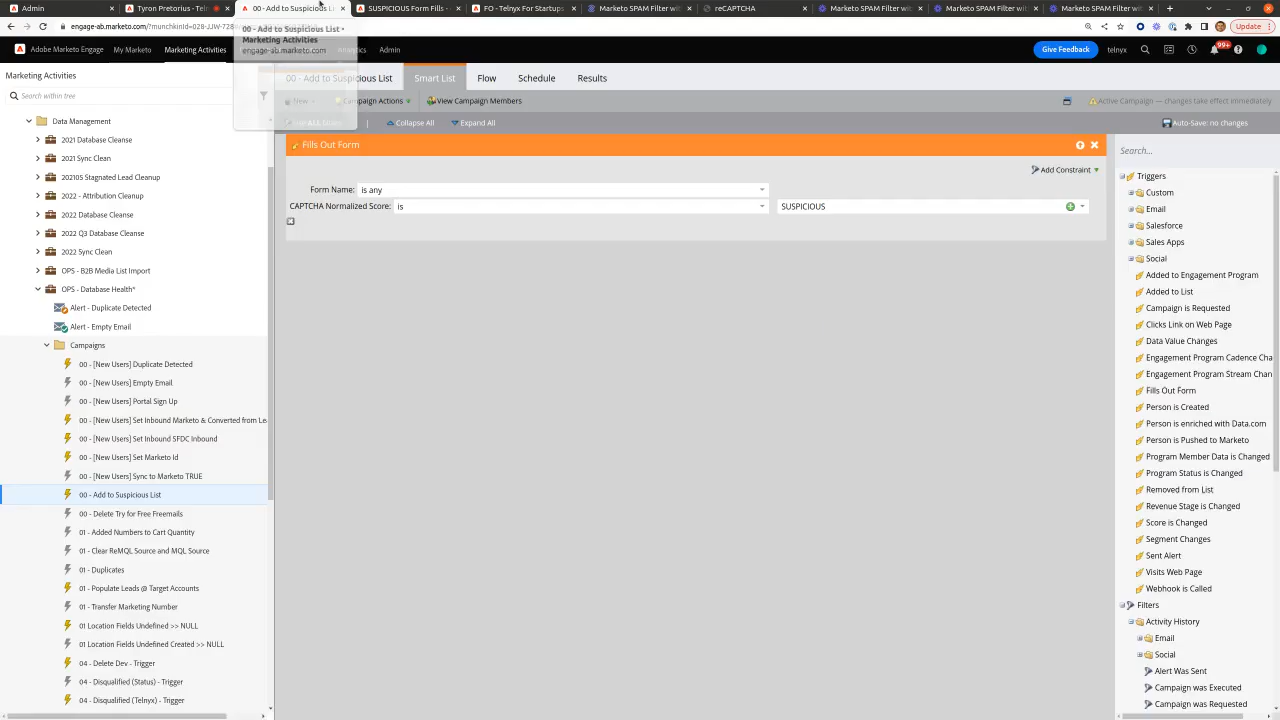 Admin
Tyron Pretorius - Teln
00 - Add to Suspicious Li
SUSPICIOUS Form Fills -
FO - Telnyx For Startups
Marketo SPAM Filter wit
reCAPTCHA
Marketo SPAM Filter wit
Marketo SPAM Filter wit
Marketo SPAM Filter wit
engage-ab.marketo.com/?munchkinId=028-JJW-728
Update
00 - Add to Suspicious List •
Marketing Activities
engage-ab.marketo.com
Adobe Marketo Engage
My Marketo
Marketing Activities
Analytics
Admin
Give Feedback
telnyx
99+
Marketing Activities
Search within tree
00 - Add to Suspicious List
Smart List
Flow
Schedule
Results
New
Campaign Actions
View Campaign Members
Active Campaign — changes take effect immediately
Collapse All
Expand All
Auto-Save: no changes
Data Management
2021 Database Cleanse
2021 Sync Clean
202105 Stagnated Lead Cleanup
2022 - Attribution Cleanup
2022 Database Cleanse
2022 Q3 Database Cleanse
2022 Sync Clean
OPS - B2B Media List Import
OPS - Database Health*
Alert - Duplicate Detected
Alert - Empty Email
Campaigns
00 - [New Users] Duplicate Detected
00 - [New Users] Empty Email
00 - [New Users] Portal Sign Up
00 - [New Users] Set Inbound Marketo & Converted from Le
00 - [New Users] Set Inbound SFDC Inbound
00 - [New Users] Set Marketo Id
00 - [New Users] Sync to Marketo TRUE
00 - Add to Suspicious List
00 - Delete Try for Free Freemails
01 - Added Numbers to Cart Quantity
01 - Clear ReMQL Source and MQL Source
01 - Duplicates
01 - Populate Leads @ Target Accounts
01 - Transfer Marketing Number
01 Location Fields Undefined >> NULL
01 Location Fields Undefined Created >> NULL
04 - Delete Dev - Trigger
04 - Disqualified (Status) - Trigger
04 - Disqualified (Telnyx) - Trigger
Fills Out Form
Add Constraint
Form Name: is any
CAPTCHA Normalized Score: is
SUSPICIOUS
Search...
Triggers
Custom
Email
Salesforce
Sales Apps
Social
Added to Engagement Program
Added to List
Campaign is Requested
Clicks Link on Web Page
Data Value Changes
Engagement Program Cadence Cha
Engagement Program Stream Chan
Fills Out Form
Person is Created
Person is enriched with Data.com
Person is Pushed to Marketo
Program Member Data is Changed
Program Status is Changed
Removed from List
Revenue Stage is Changed
Score is Changed
Segment Changes
Sent Alert
Visits Web Page
Webhook is Called
Filters
Activity History
Email
Social
Alert Was Sent
Campaign was Executed
Campaign was Requested